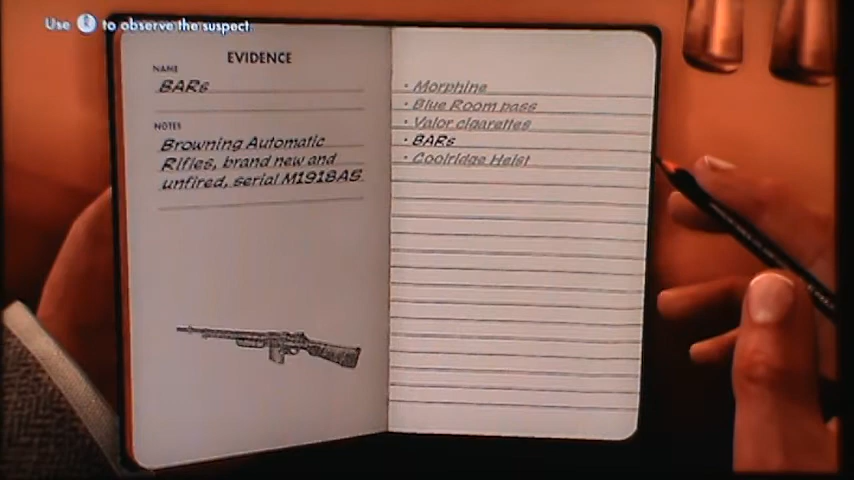 Use R to observe the suspect.
EVIDENCE
NAME
BARs
NOTES
Browning Automatic
Rifles, brand new and
unfired, serial M1918AS
• Morphine
• Blue Room pass
• Valor cigarettes
• BARs
• Coolridge Heist